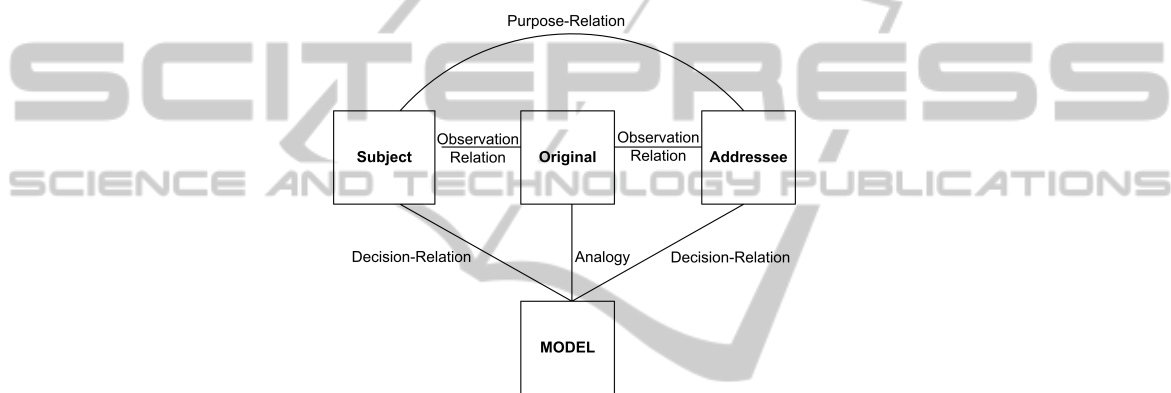 Purpose-Relation
SCITEPRESS
SCIENCE AND TECHNOLOGY PUBLICATIONS
Subject
Observation
Relation
Original
Observation
Relation
Addressee
Decision-Relation
Analogy
Decision-Relation
MODEL